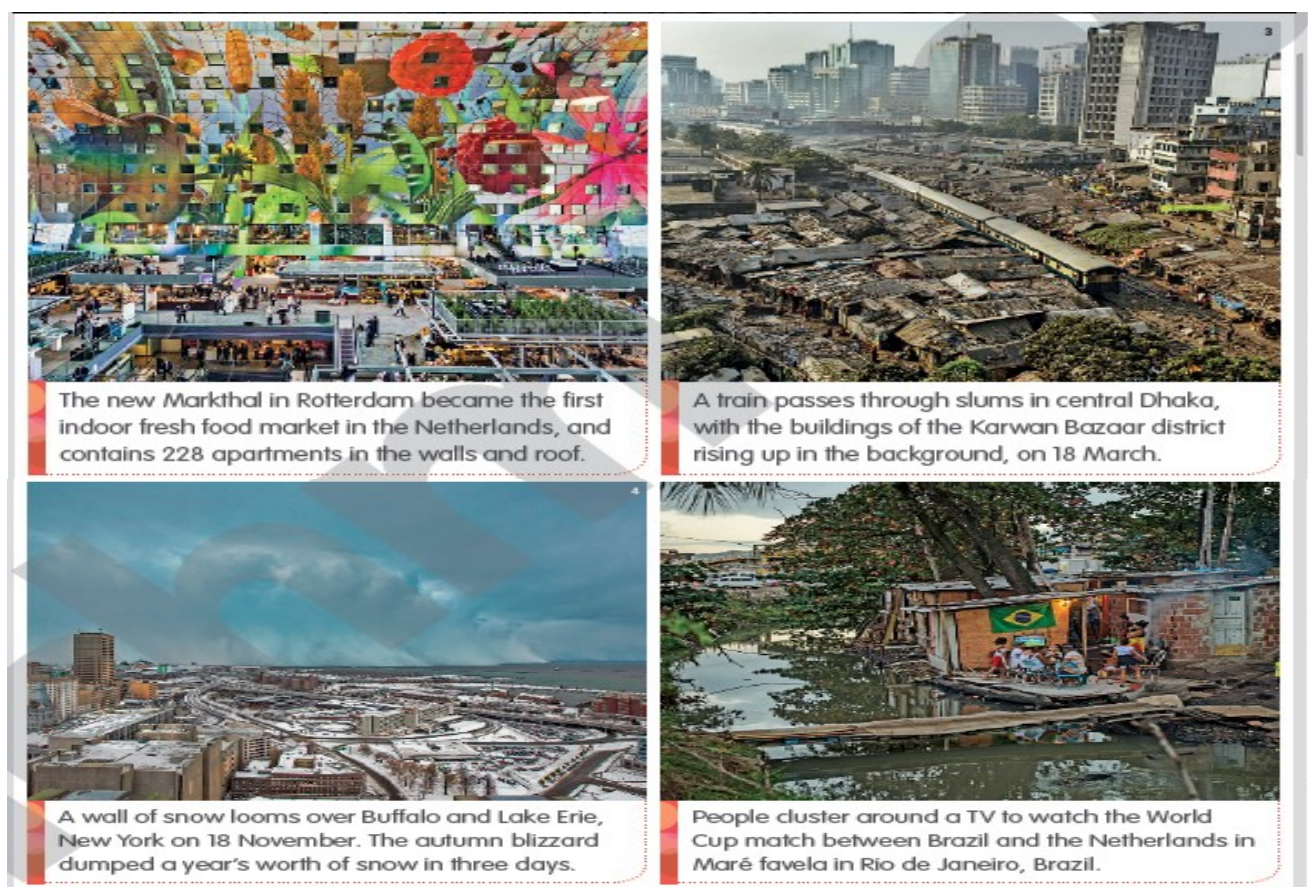 2
The new Markthal in Rotterdam became the first
indoor fresh food market in the Netherlands, and
contains 228 apartments in the walls and roof.
3
A train passes through slums in central Dhaka,
with the buildings of the Karwan Bazaar district
rising up in the background, on 18 March.
4
A wall of snow looms over Buffalo and Lake Erie,
New York on 18 November. The autumn blizzard
dumped a year's worth of snow in three days.
5
People cluster around a TV to watch the World
Cup match between Brazil and the Netherlands in
Maré favela in Rio de Janeiro, Brazil.